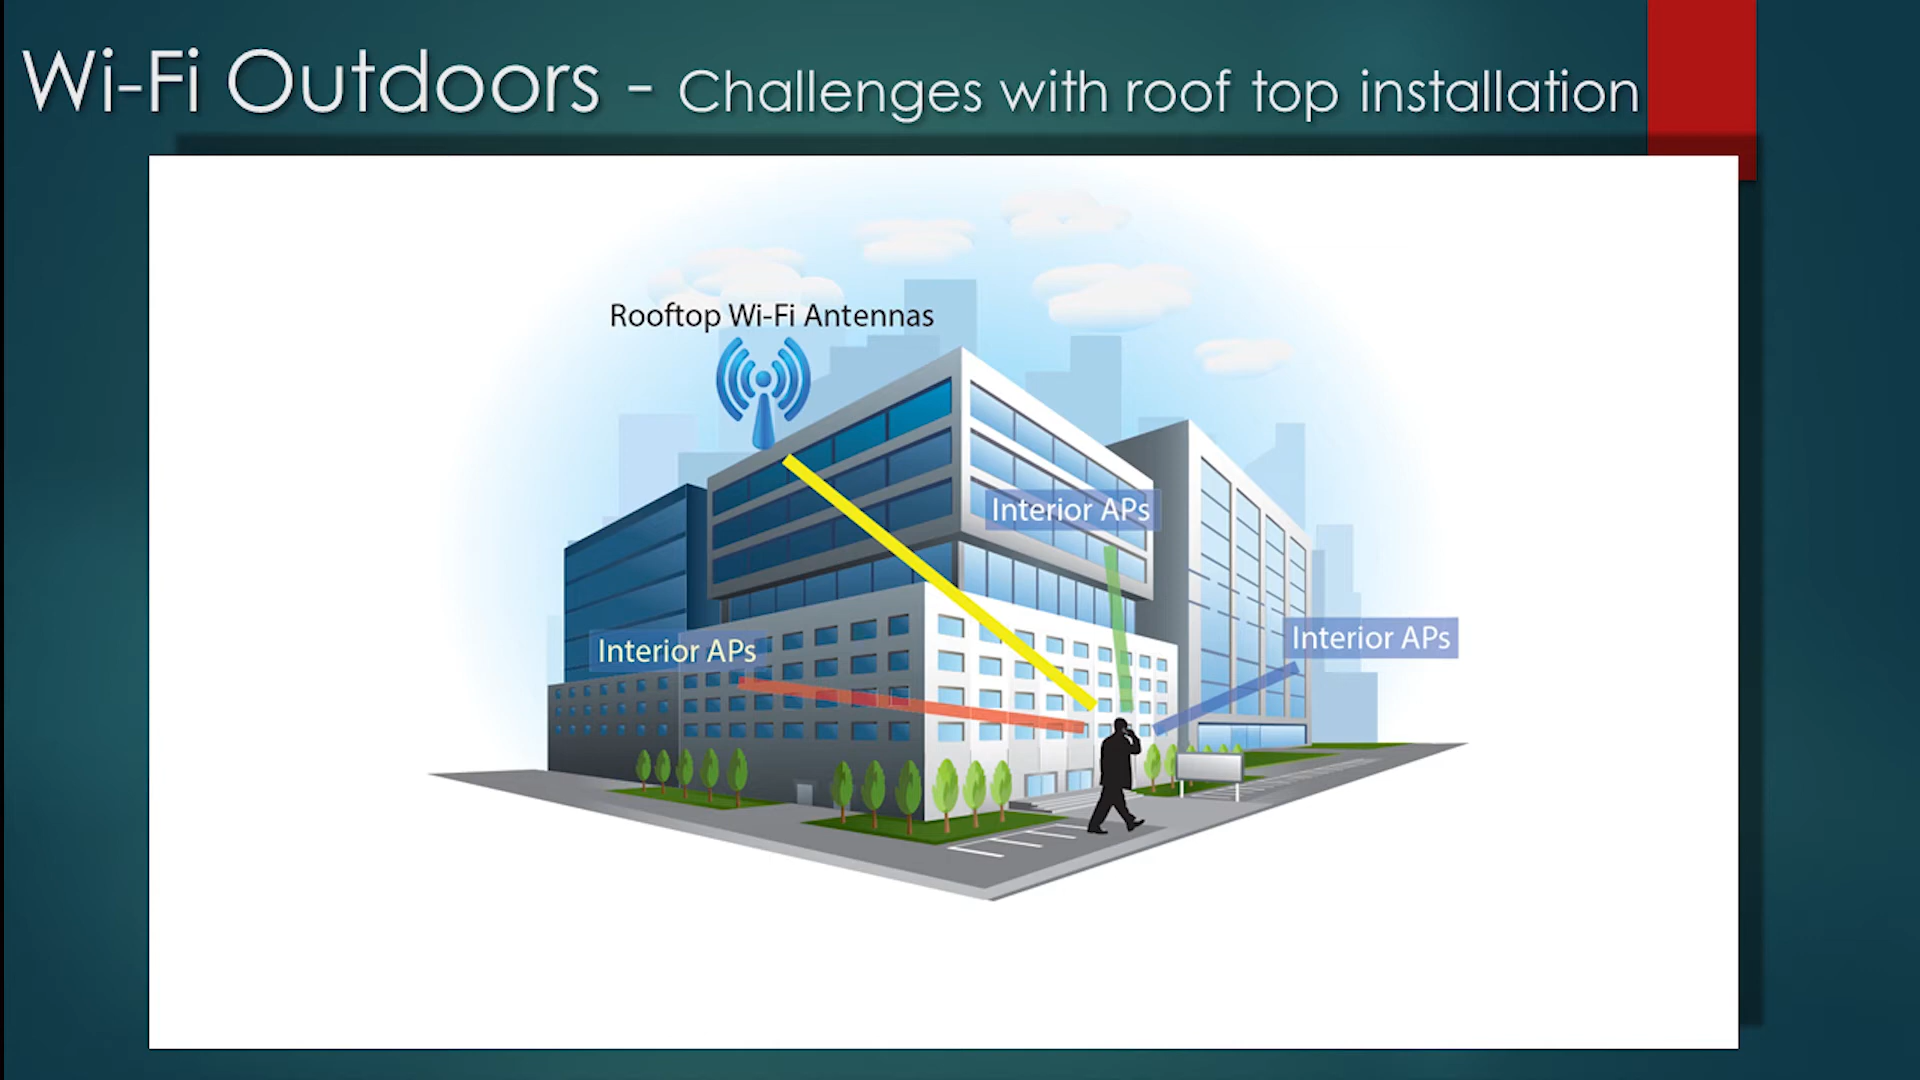 Wi-Fi Outdoors - Challenges with roof top installation
Rooftop Wi-Fi Antennas
Interior APs
Interior APs
Interior APs